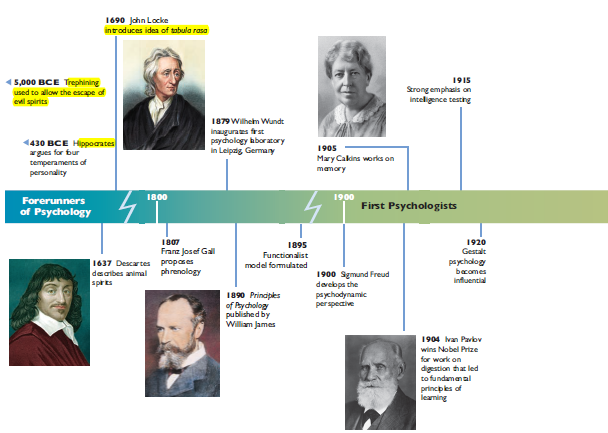 1690 John Locke
introduces idea of tabula rasa
5,000 BCE Trephining
used to allow the escape of
evil spirits
430 BCE Hippocrates
argues for four
temperaments of
personality
1879 Wilhelm Wundt
inaugurates first
psychology laboratory
in Leipzig, Germany
1905
Mary Calkins works on
memory
1915
Strong emphasis on
intelligence testing
Forerunners
of Psychology
1800
1900
First Psychologists
1637 Descartes
describes animal
spirits
1807
Franz Josef Gall
proposes
phrenology
1890 Principles
of Psychology
published by
William James
1895
Functionalist
model formulated
1900 Sigmund Freud
develops the
psychodynamic
perspective
1904 Ivan Pavlov
wins Nobel Prize
for work on
digestion that led
to fundamental
principles of
learning
1920
Gestalt
psychology
becomes
influential